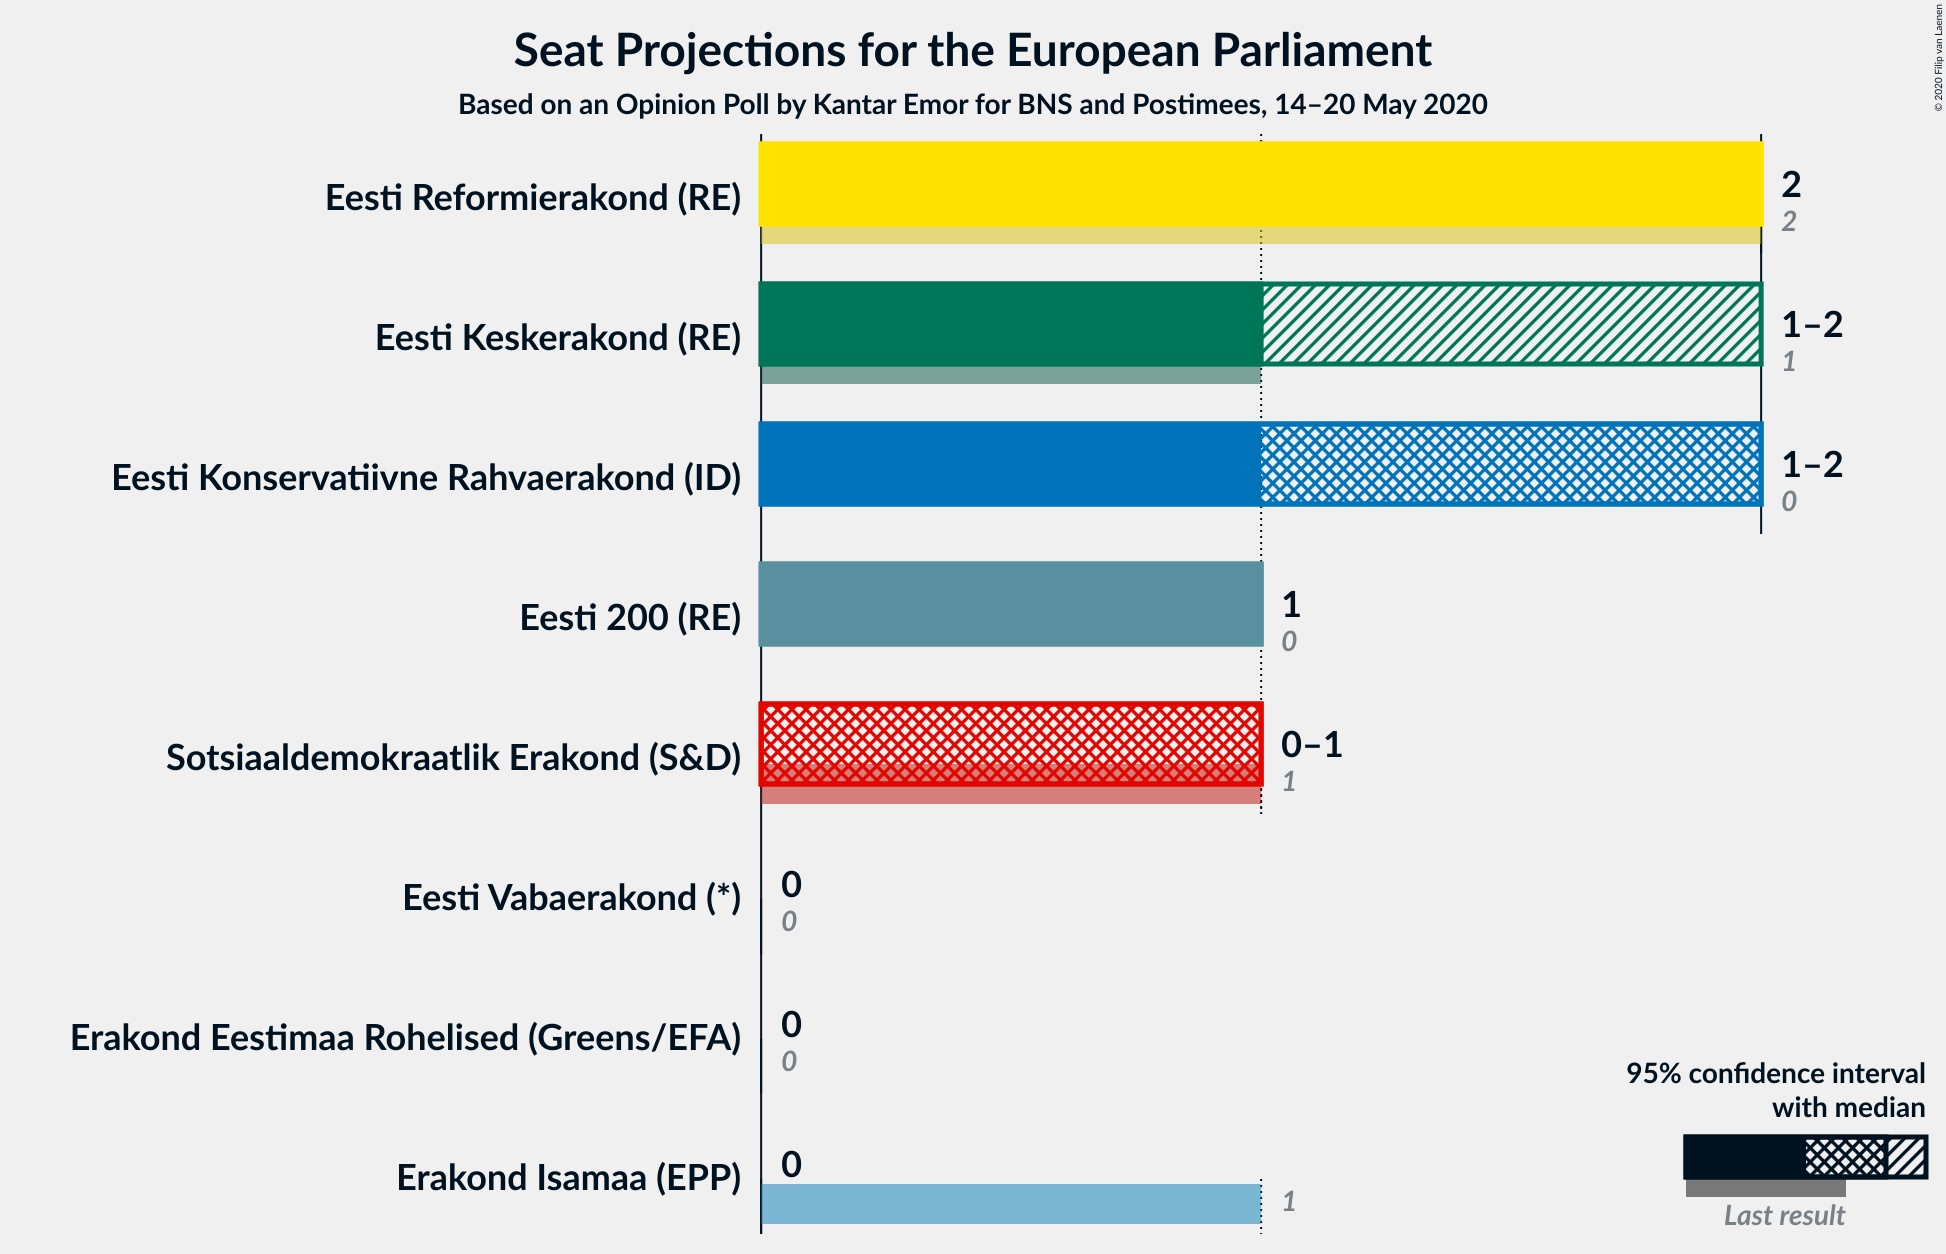 Seat Projections for the European Parliament
Based on an Opinion Poll by Kantar Emor for BNS and Postimees, 14–20 May 2020
© 2020 Filip van Laenen
Eesti Reformierakond (RE)
2
2
Eesti Keskerakond (RE)
1–2
1
Eesti Konservatiivne Rahvaerakond (ID)
1–2
0
Eesti 200 (RE)
1
0
Sotsiaaldemokraatlik Erakond (S&D)
0–1
1
Eesti Vabaerakond (*)
0
0
Erakond Eestimaa Rohelised (Greens/EFA)
0
0
Erakond Isamaa (EPP)
0
1
95% confidence interval
with median
Last result